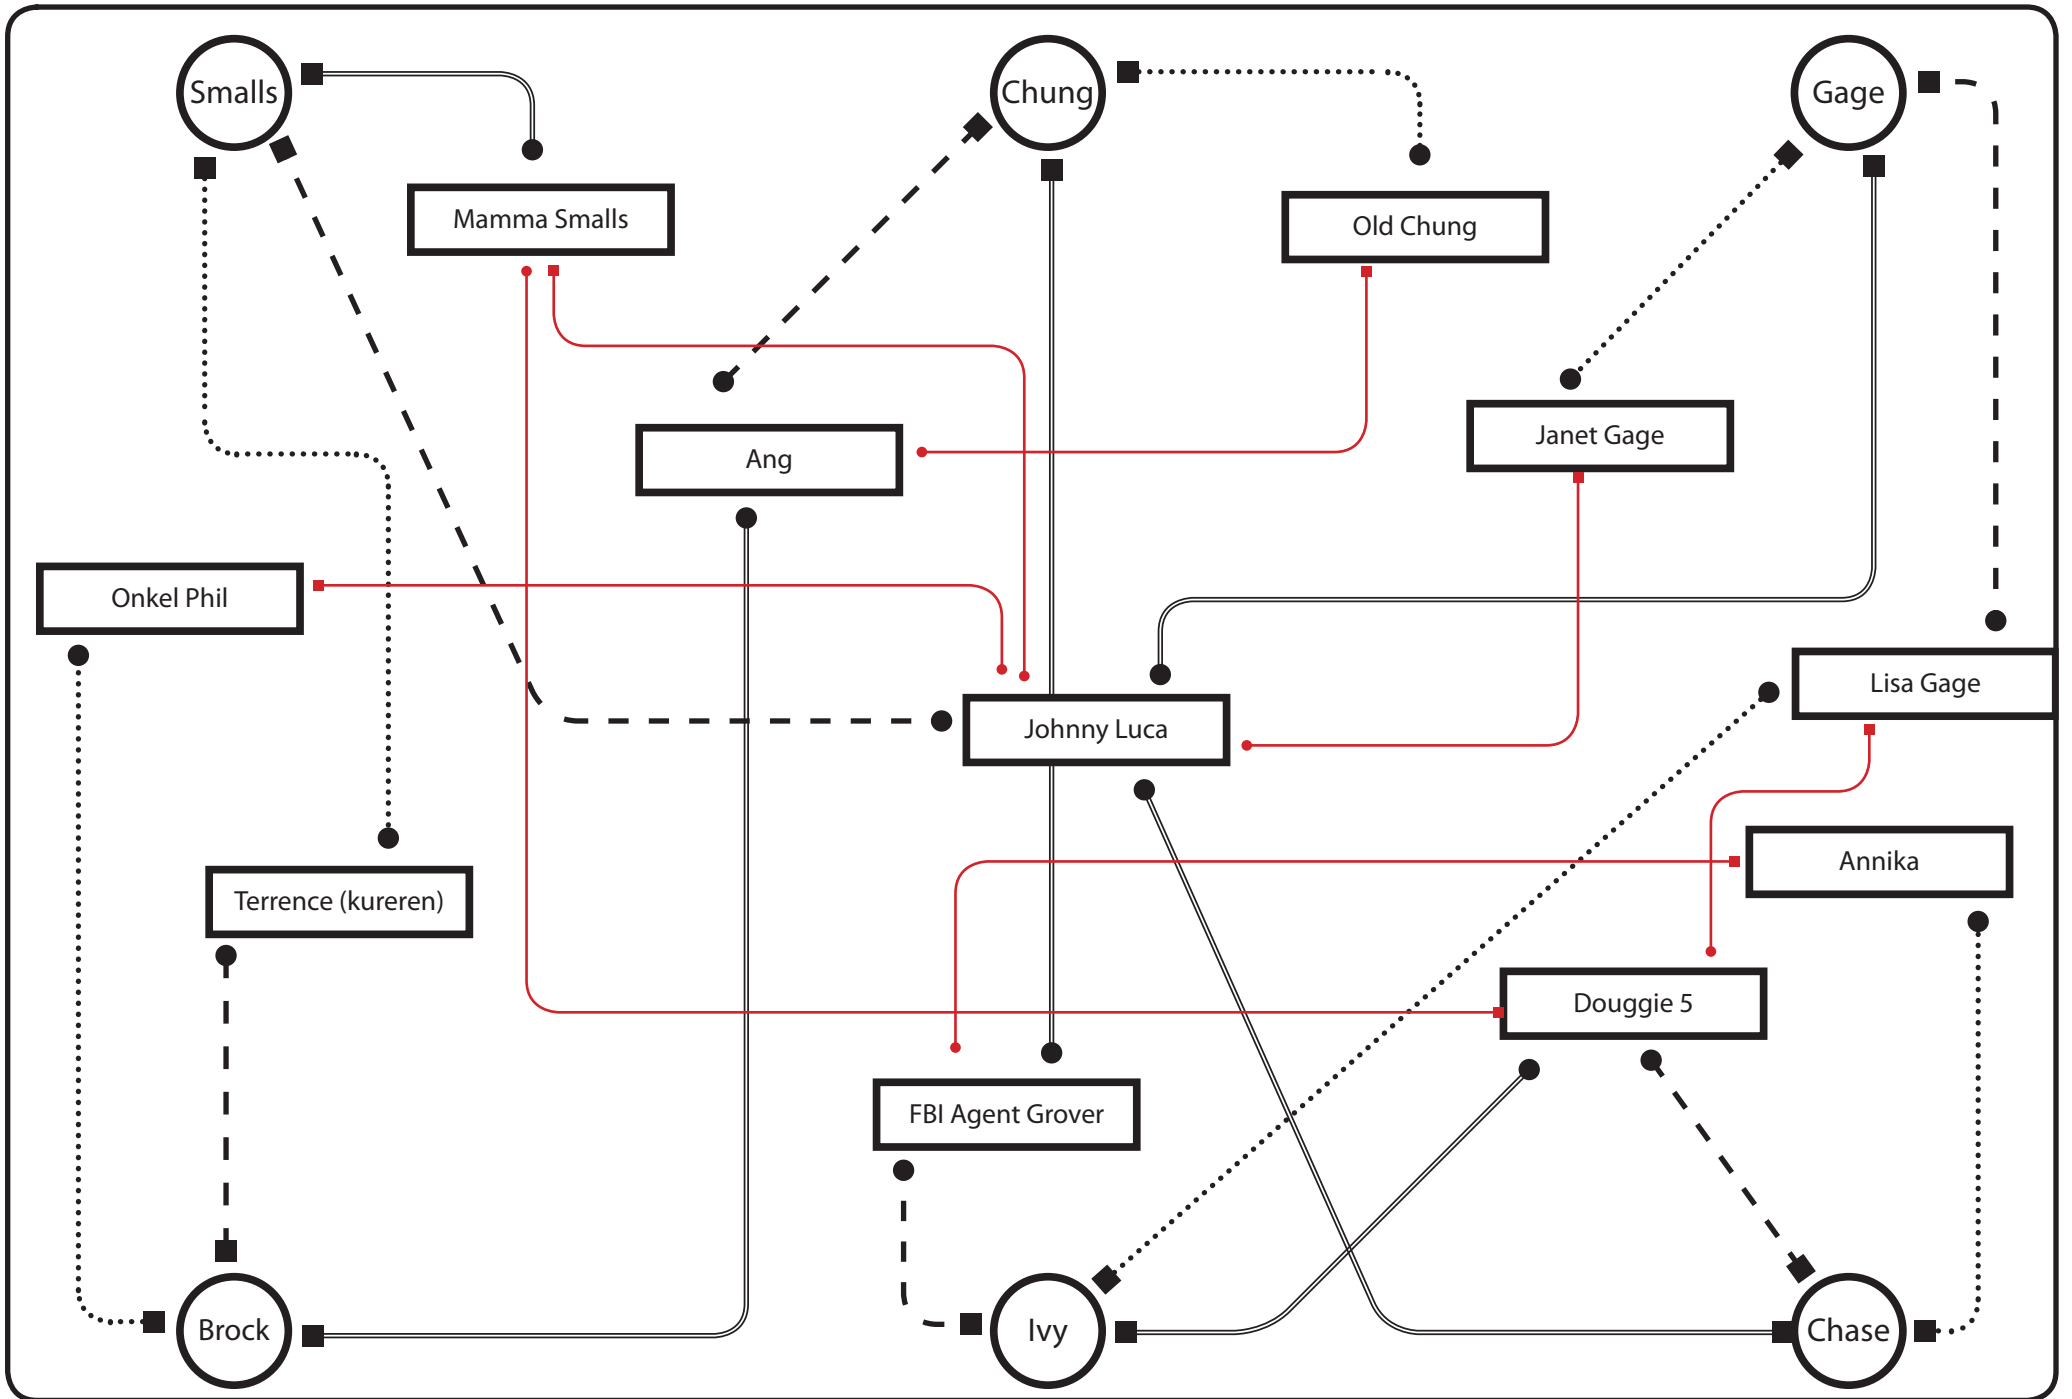 Smalls
Chung
Gage
Mamma Smalls
Old Chung
Janet Gage
Ang
Onkel Phil
Lisa Gage
Johnny Luca
Annika
Terrence (kureren)
Douggie 5
FBI Agent Grover
Brock
Ivy
Chase